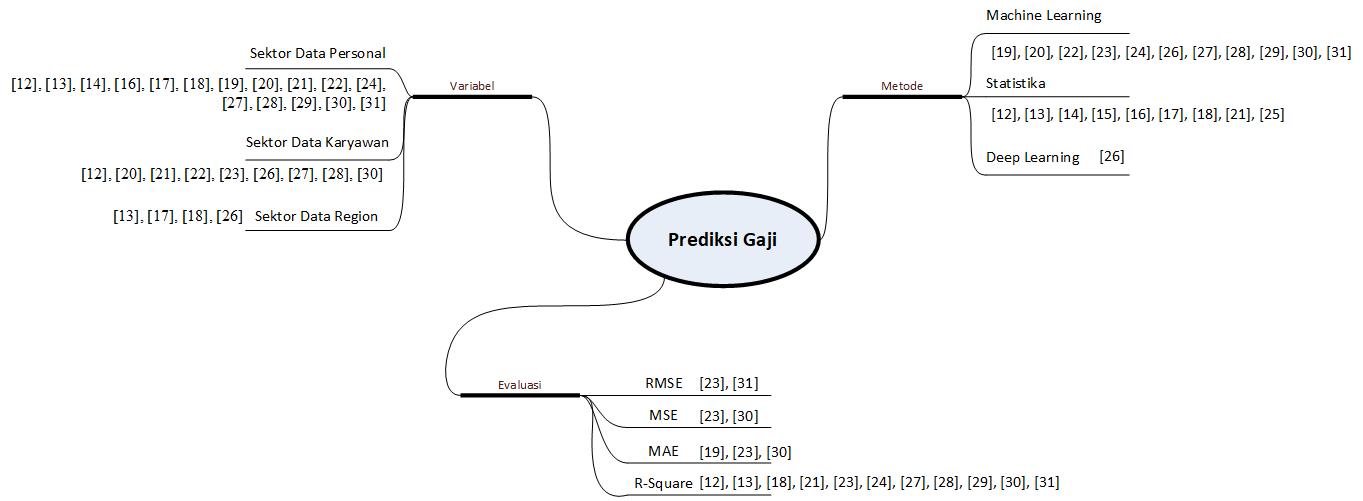 Prediksi Gaji
Variabel
Sektor Data Personal
[12], [13], [14], [16], [17], [18], [19], [20], [21], [22], [24],
[27], [28], [29], [30], [31]
Sektor Data Karyawan
[12], [20], [21], [22], [23], [26], [27], [28], [30]
[13], [17], [18], [26] Sektor Data Region
Metode
Machine Learning
[19], [20], [22], [23], [24], [26], [27], [28], [29], [30], [31]
Statistika
[12], [13], [14], [15], [16], [17], [18], [21], [25]
Deep Learning [26]
Evaluasi
RMSE [23], [31]
MSE [23], [30]
MAE [19], [23], [30]
R-Square [12], [13], [18], [21], [23], [24], [27], [28], [29], [30], [31]